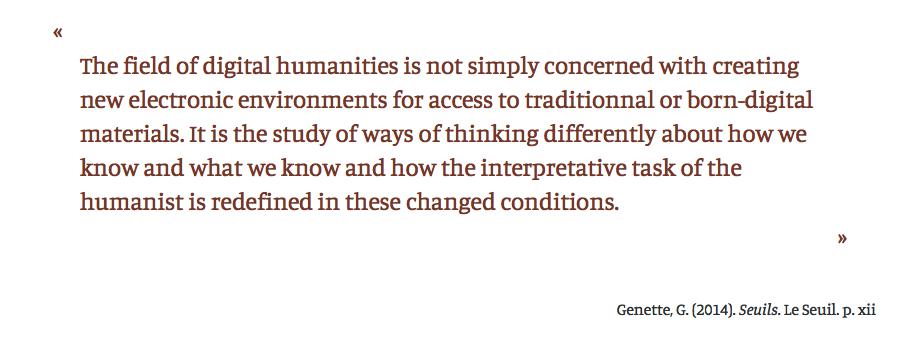 «
The field of digital humanities is not simply concerned with creating
new electronic environments for access to traditionnal or born-digital
materials. It is the study of ways of thinking differently about how we
know and what we know and how the interpretative task of the
humanist is redefined in these changed conditions.
»
Genette, G. (2014). Seuils. Le Seuil. p. xii